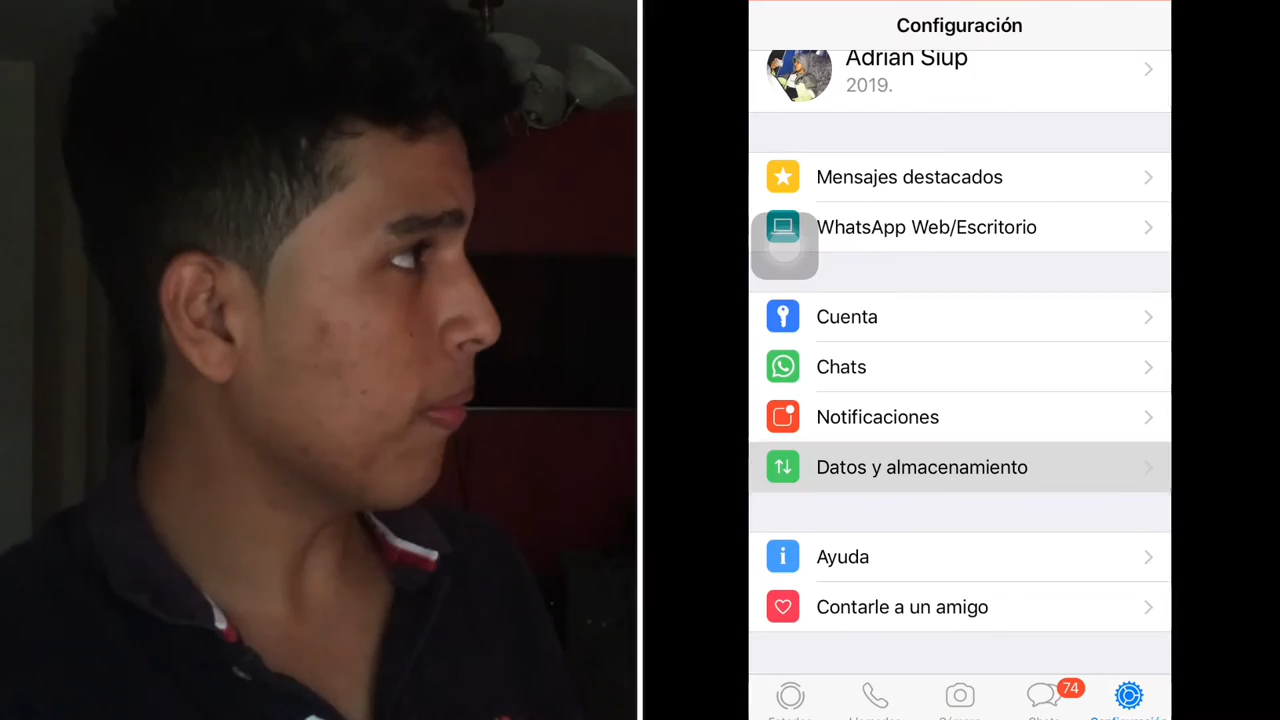 Configuración
Adrian Siup
2019.
Mensajes destacados
WhatsApp Web/Escritorio
Cuenta
Chats
Notificaciones
Datos y almacenamiento
Ayuda
Contarle a un amigo
74